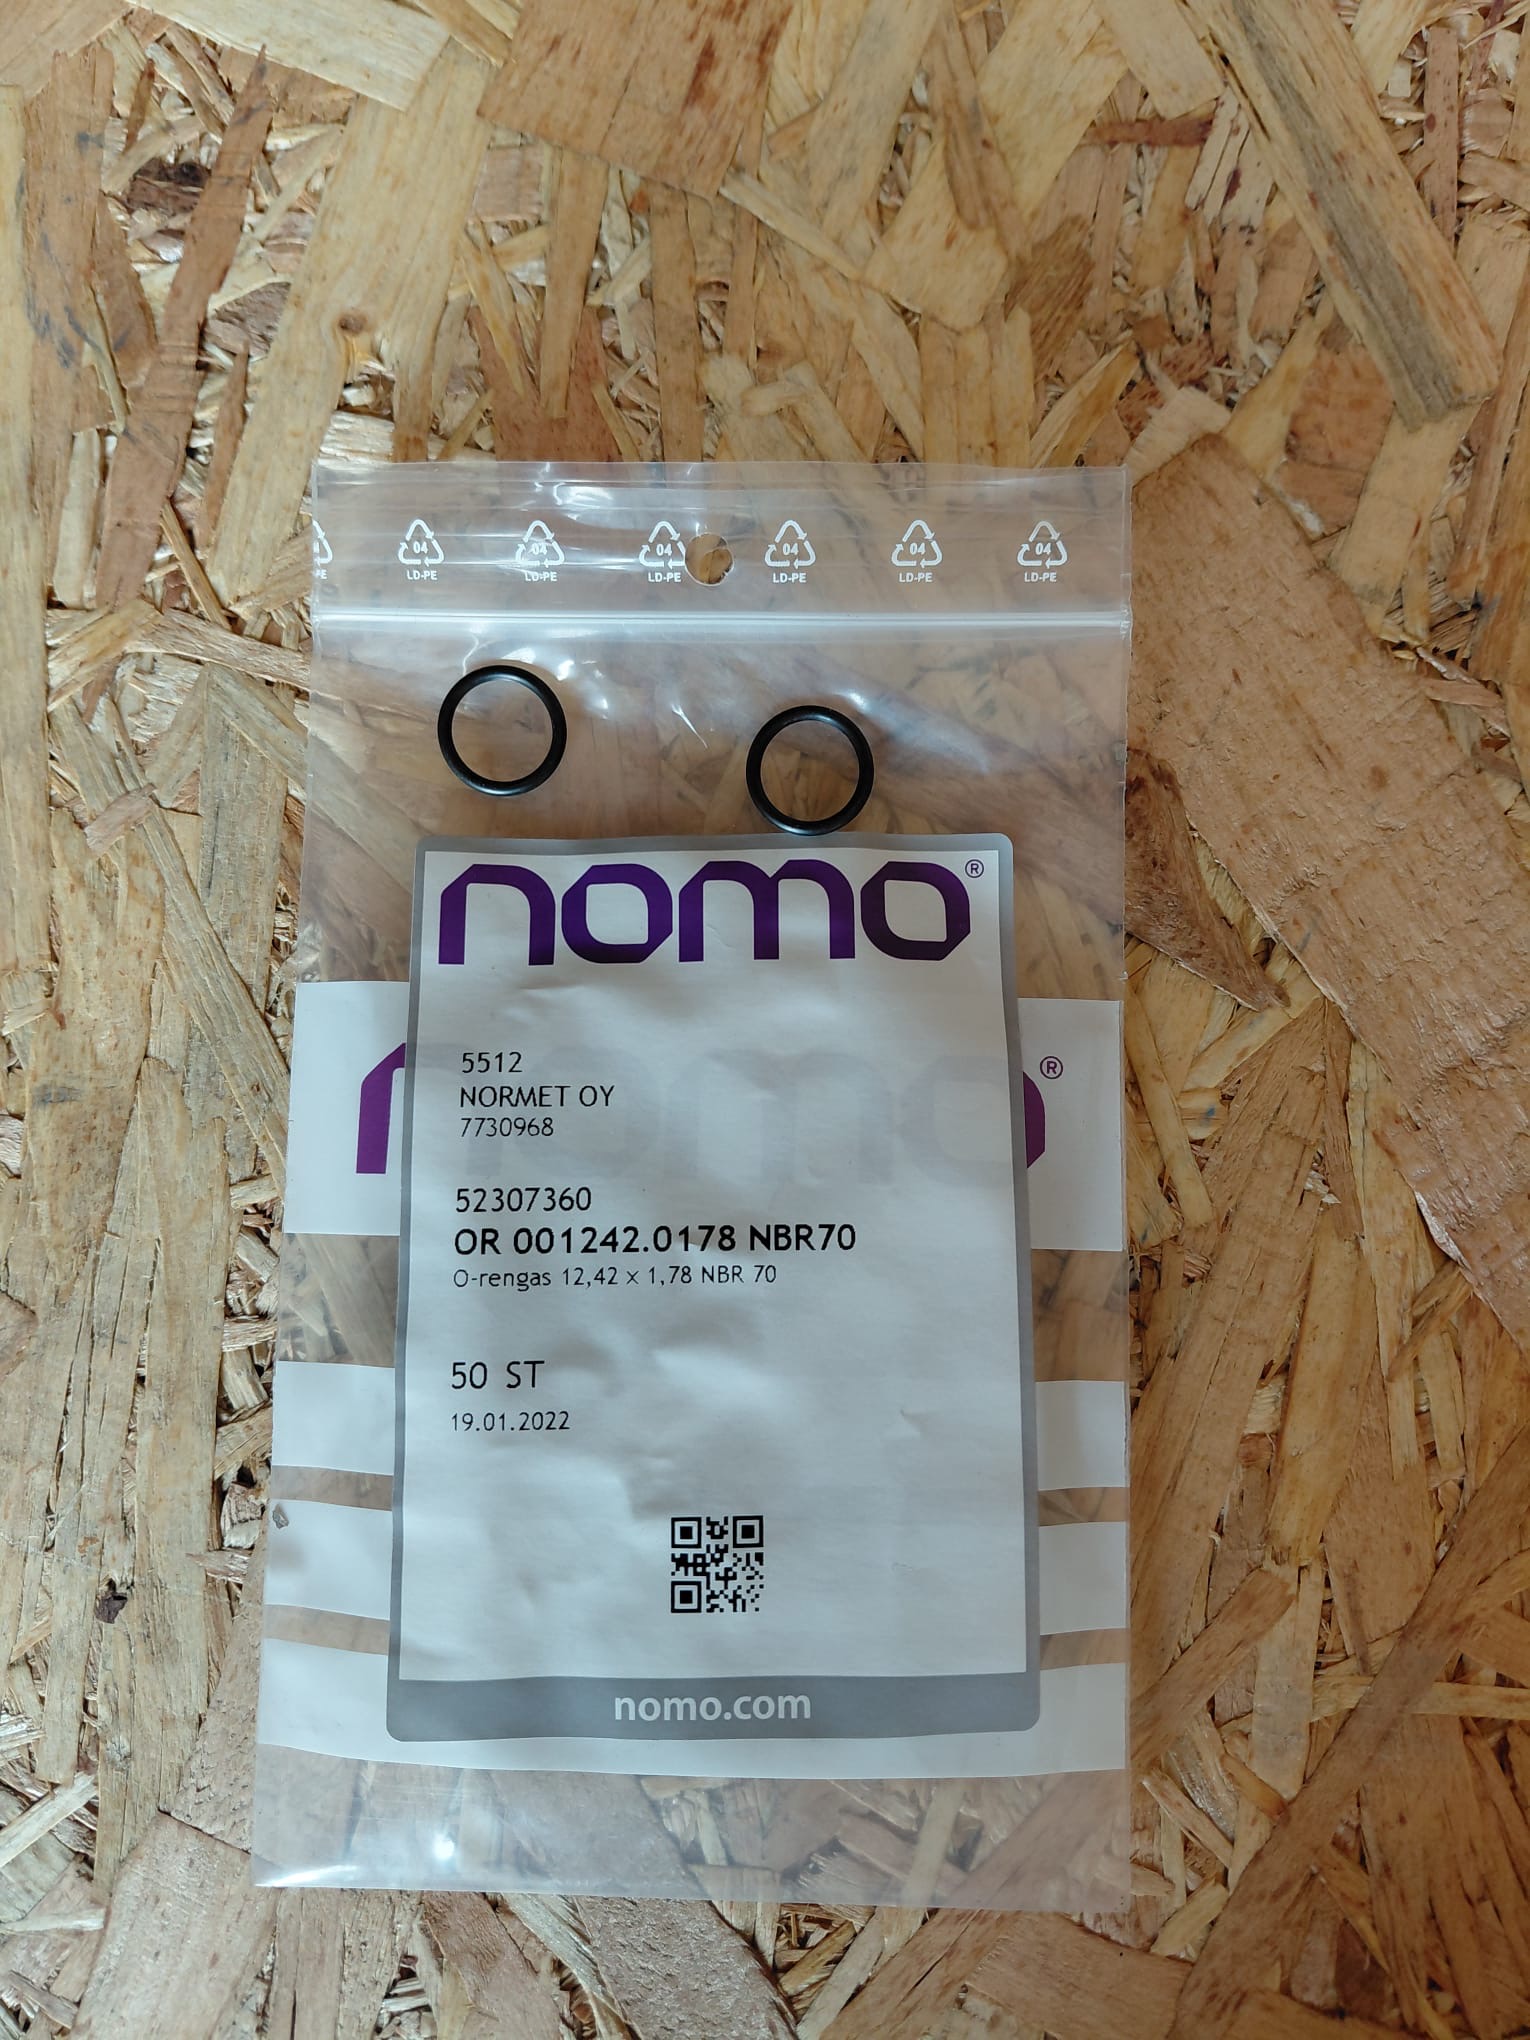 04 04 04 04 04 04
PE LD-PE LD-PE LD-PE LD-PE LD-PE LD-PE
nomo®
®
5512
NORMET OY
7730968
52307360
OR 001242.0178 NBR70
O-rengas 12,42 x 1,78 NBR 70
50 ST
19.01.2022
nomo.com